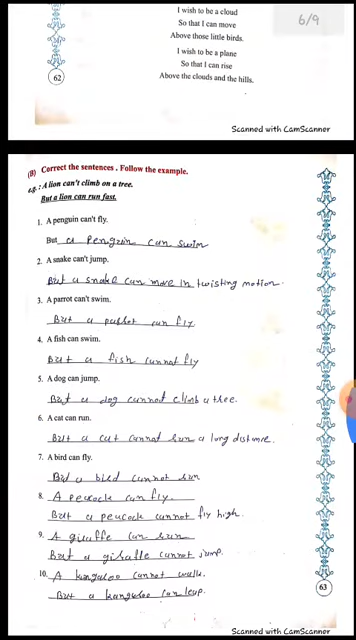 I wish to be a cloud
So that I can move
Above those little birds.
I wish to be a plane
So that I can rise
Above the clouds and the hills.
6/9
62
Scanned with CamScanner
(B) Correct the sentences . Follow the example.
e.g. : A lion can't climb on a tree.
But a lion can run fast.
1. A penguin can't fly.
But a Penguin can swim
2. A snake can't jump.
But a snake can move in twisting motion.
3. A parrot can't swim.
But a parrot can fly.
4. A fish can swim.
But a fish cannot fly
5. A dog can jump.
But a dog cannot climb a tree.
6. A cat can run.
But a cat cannot run a long distance.
7. A bird can fly.
But a bird cannot run
8. A peacock can fly.
But a peacock cannot fly high.
9. A giraffe can run
But a giraffe cannot jump.
10. A kangaroo cannot walk.
But a kangaroo can leap.
63
Scanned with CamScanner